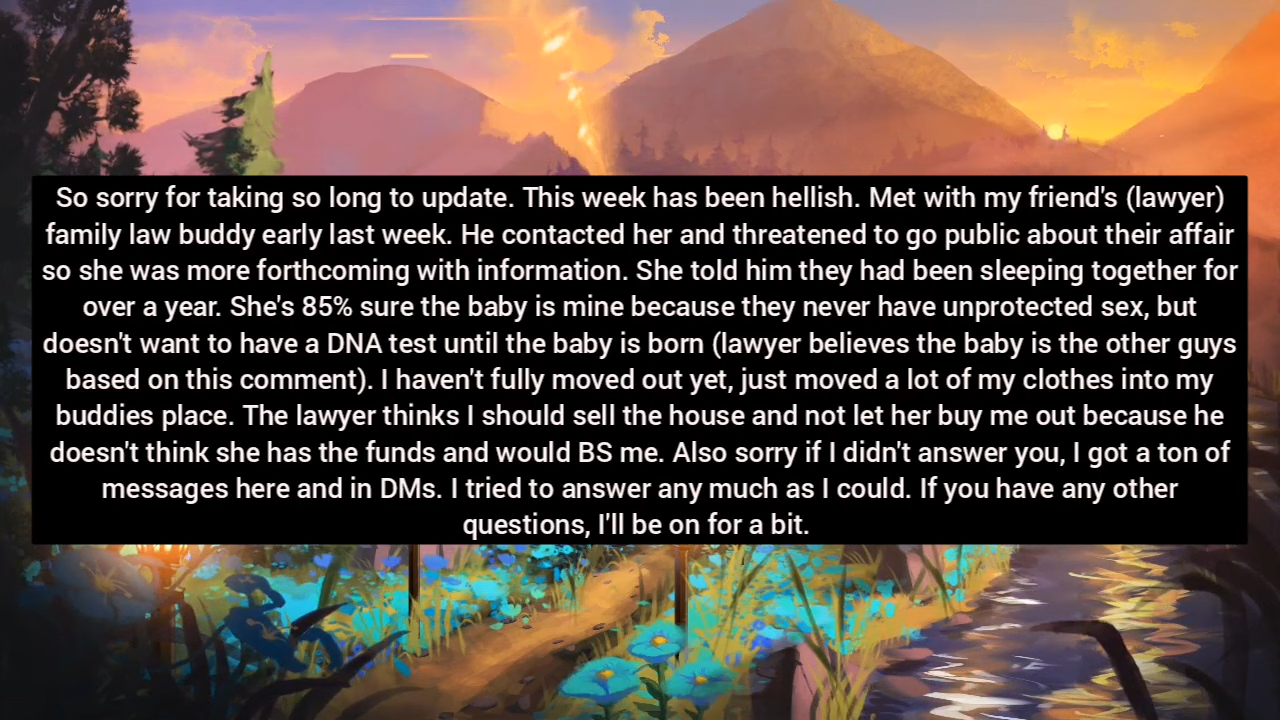 So sorry for taking so long to update. This week has been hellish. Met with my friend's (lawyer)
family law buddy early last week. He contacted her and threatened to go public about their affair
so she was more forthcoming with information. She told him they had been sleeping together for
over a year. She's 85% sure the baby is mine because they never have unprotected sex, but
doesn't want to have a DNA test until the baby is born (lawyer believes the baby is the other guys
based on this comment). I haven't fully moved out yet, just moved a lot of my clothes into my
buddies place. The lawyer thinks I should sell the house and not let her buy me out because he
doesn't think she has the funds and would BS me. Also sorry if I didn't answer you, I got a ton of
messages here and in DMs. I tried to answer any much as I could. If you have any other
questions, I'll be on for a bit.